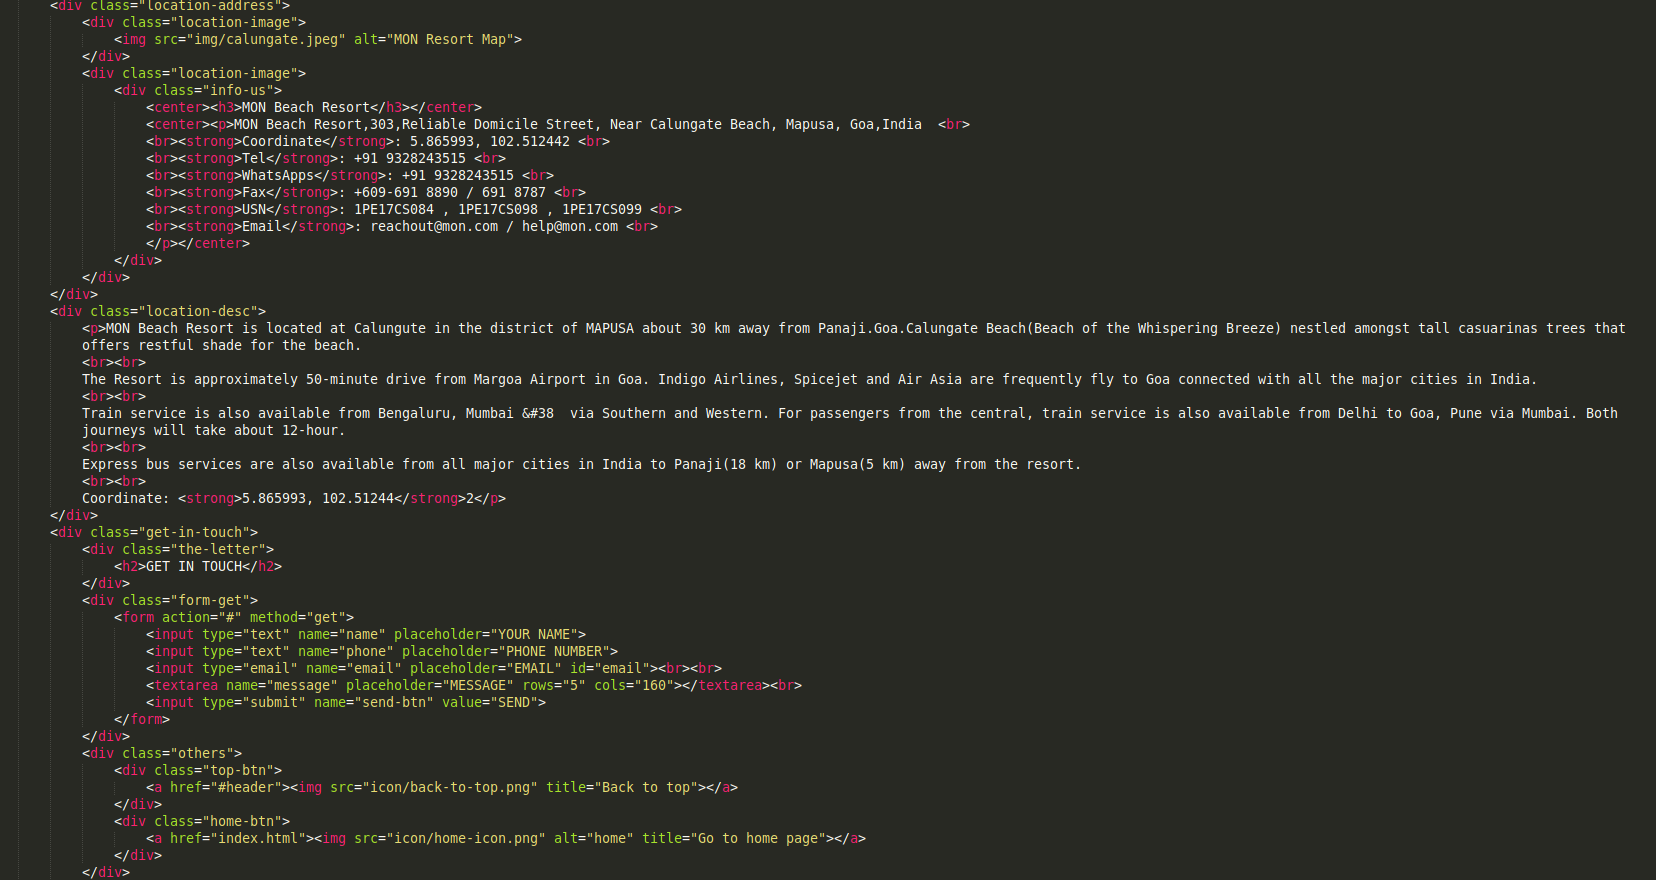 <div class="location-address">
<div class="location-image">
<img src="img/calungate.jpeg" alt="MON Resort Map">
</div>
<div class="location-image">
<div class="info-us">
<center><h3>MON Beach Resort</h3></center>
<center><p>MON Beach Resort,303,Reliable Domicile Street, Near Calungate Beach, Mapusa, Goa,India  <br>
<br><strong>Coordinate</strong>: 5.865993, 102.512442 <br>
<br><strong>Tel</strong>: +91 9328243515 <br>
<br><strong>WhatsApps</strong>: +91 9328243515 <br>
<br><strong>Fax</strong>: +609-691 8890 / 691 8787 <br>
<br><strong>USN</strong>: 1PE17CS084 , 1PE17CS098 , 1PE17CS099 <br>
<br><strong>Email</strong>: reachout@mon.com / help@mon.com <br>
</p></center>
</div>
</div>
</div>
<div class="location-desc">
<p>MON Beach Resort is located at Calungute in the district of MAPUSA about 30 km away from Panaji.Goa.Calungate Beach(Beach of the Whispering Breeze) nestled amongst tall casuarinas trees that
offers restful shade for the beach.
<br><br>
The Resort is approximately 50-minute drive from Margoa Airport in Goa. Indigo Airlines, Spicejet and Air Asia are frequently fly to Goa connected with all the major cities in India.
<br><br>
Train service is also available from Bengaluru, Mumbai &#38  via Southern and Western. For passengers from the central, train service is also available from Delhi to Goa, Pune via Mumbai. Both
journeys will take about 12-hour.
<br><br>
Express bus services are also available from all major cities in India to Panaji(18 km) or Mapusa(5 km) away from the resort.
<br><br>
Coordinate: <strong>5.865993, 102.51244</strong>2</p>
</div>
<div class="get-in-touch">
<div class="the-letter">
<h2>GET IN TOUCH</h2>
</div>
<div class="form-get">
<form action="#" method="get">
<input type="text" name="name" placeholder="YOUR NAME">
<input type="text" name="phone" placeholder="PHONE NUMBER">
<input type="email" name="email" placeholder="EMAIL" id="email"><br><br>
<textarea name="message" placeholder="MESSAGE" rows="5" cols="160"></textarea><br>
<input type="submit" name="send-btn" value="SEND">
</form>
</div>
<div class="others">
<div class="top-btn">
<a href="#header"><img src="icon/back-to-top.png" title="Back to top"></a>
</div>
<div class="home-btn">
<a href="index.html"><img src="icon/home-icon.png" alt="home" title="Go to home page"></a>
</div>
</div>